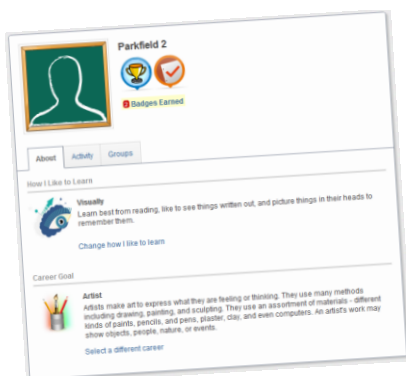 Parkfield 2
2 Badges Earned
About
Activity
Groups
How I Like to Learn
Visually
Learn best from reading, like to see things written out, and picture things in their heads to
remember them.
Change how I like to learn
Career Goal
Artist
Artists make art to express what they are feeling or thinking. They use many methods
including drawing, painting, and sculpting. They use an assortment of materials - different
kinds of paints, pencils, and pens, plaster, clay, and even computers. An artist's work may
show objects, people, nature, or events.
Select a different career